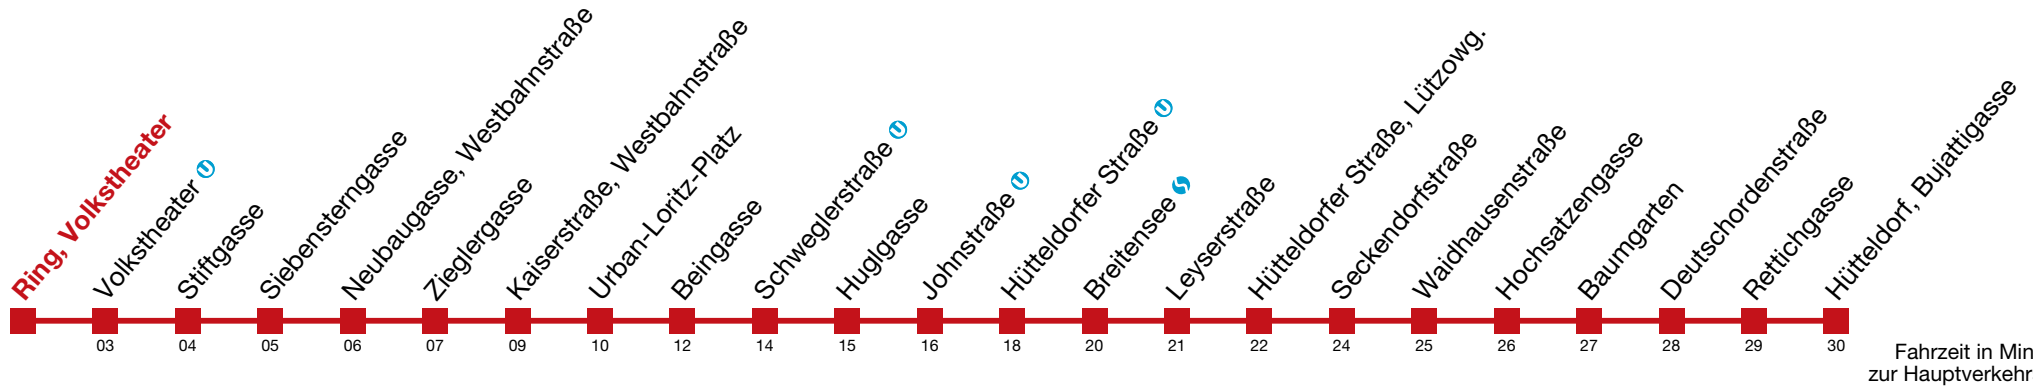 Ring, Volkstheater
Volkstheater
Stiftgasse
Siebensterngasse
Neubaugasse, Westbahnstraße
Zieglergasse
Kaiserstraße, Westbahnstraße
Urban-Loritz-Platz
Beingasse
Schweglerstraße
Huglgasse
Johnstraße
Hütteldorfer Straße
Breitensee
Leyserstraße
Hütteldorfer Straße, Lützowg.
Seckendorfstraße
Waidhausenstraße
Hochsatzengasse
Baumgarten
Deutschordenstraße
Rettichgasse
Hütteldorf, Bujattigasse
03 04 05 06 07 09 10 12 14 15 16 18 20 21 22 24 25 26 27 28 29 30
Fahrzeit in Min
zur Hauptverkehr